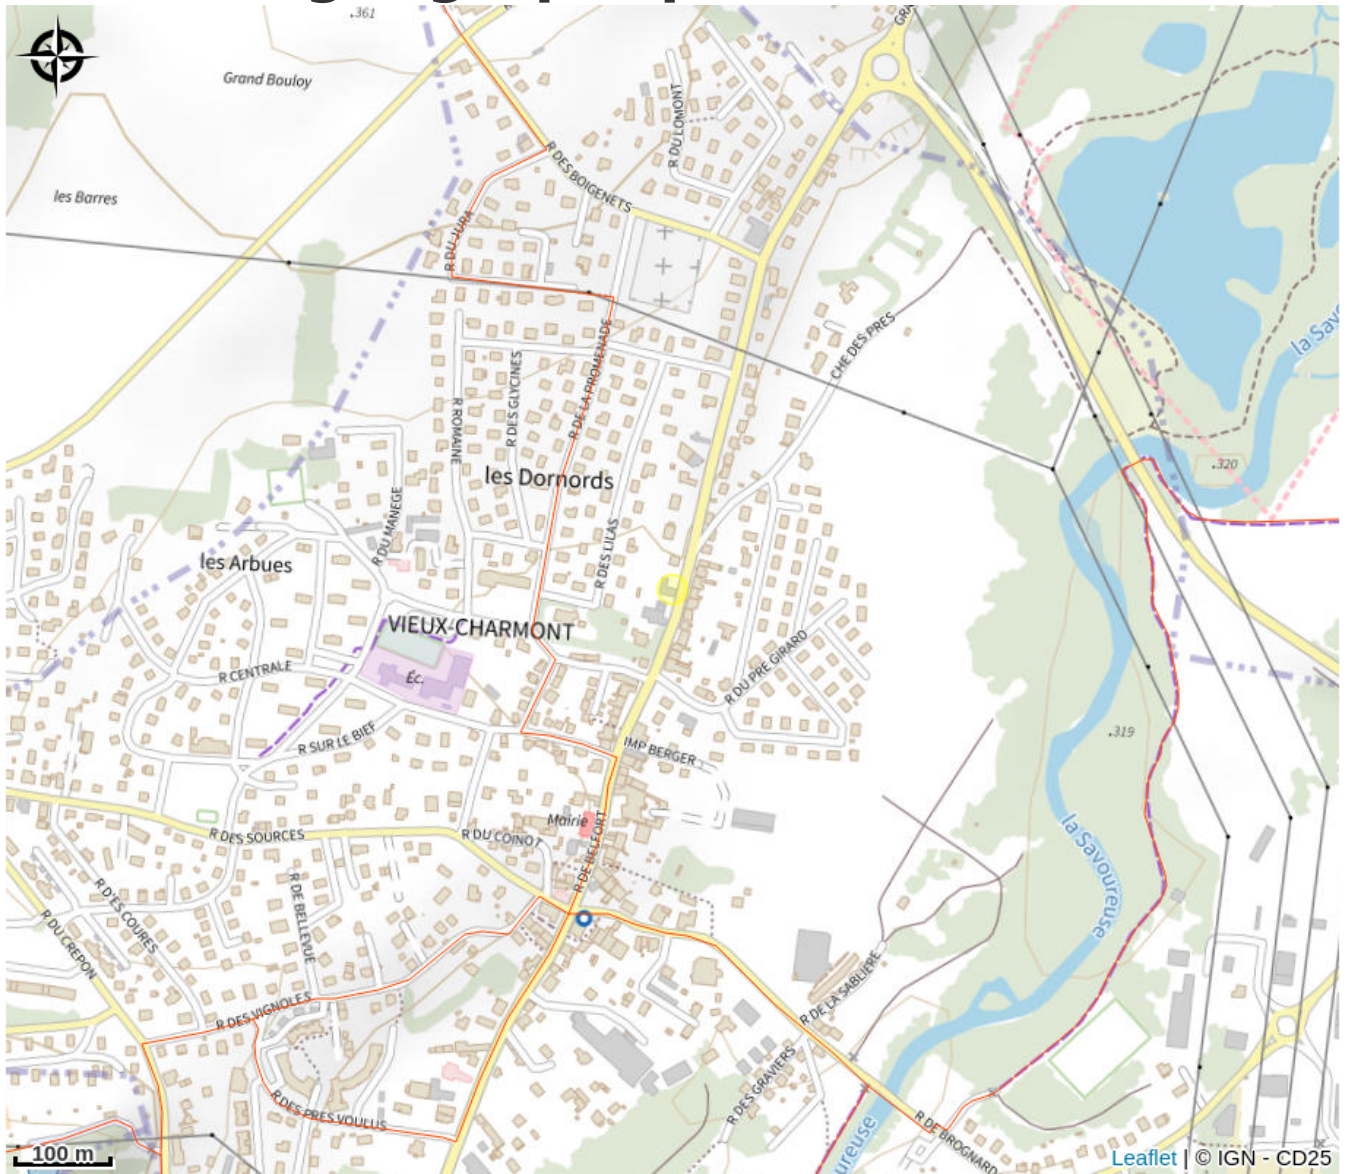 361
Grand Bouloy
les Barres
R DU LOMONT
R DES BOIGENETS
R DU JURA
la Savo
CHE DES PRES
R DE LA PROMENADE
R DES GLYCINES
R ROMAINE
les Dornords
320
R DU MANEGE
R DES LILAS
les Arbues
VIEUX-CHARMONT
R CENTRALE
Éc.
R DU PRE GIRARD
R SUR LE BIEF
IMP BERGER
319
Mairie
R DES SOURCES
R DU COINOT
R DE BELFORT
la Savoureuse
R DE BELLEVUE
R D'ES COURES
R DU CREPON
R DE LA SABLIERE
R DES VIGNOLES
R DES GRAVIERS
R DES PRES VOULUS
R DE BROGNARD
ureuse
100 m
Leaflet | © IGN - CD25